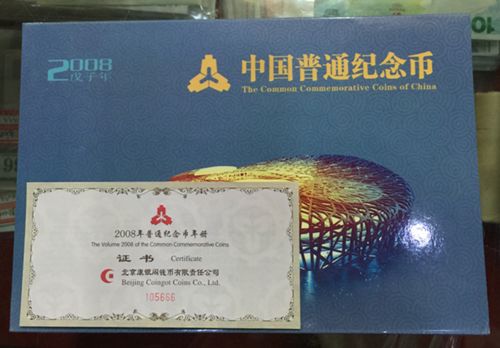 2008
戊子年
中国普通纪念币
The Common Commemorative Coins of China
2008年普通纪念币年册
The Volume 2008 of the Common Commemorative Coins
证书 Certificate
北京康银阁钱币有限责任公司
Beijing Coingot Coins Co., Ltd.
105666